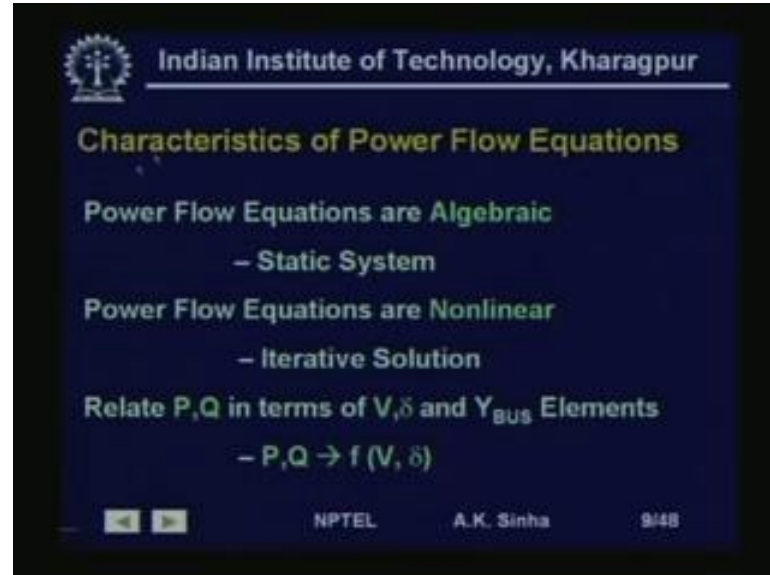 Indian Institute of Technology, Kharagpur
Characteristics of Power Flow Equations
Power Flow Equations are Algebraic
– Static System
Power Flow Equations are Nonlinear
– Iterative Solution
Relate P,Q in terms of V,δ and Y_BUS Elements
– P,Q → f (V, δ)
NPTEL A.K. Sinha 9/48